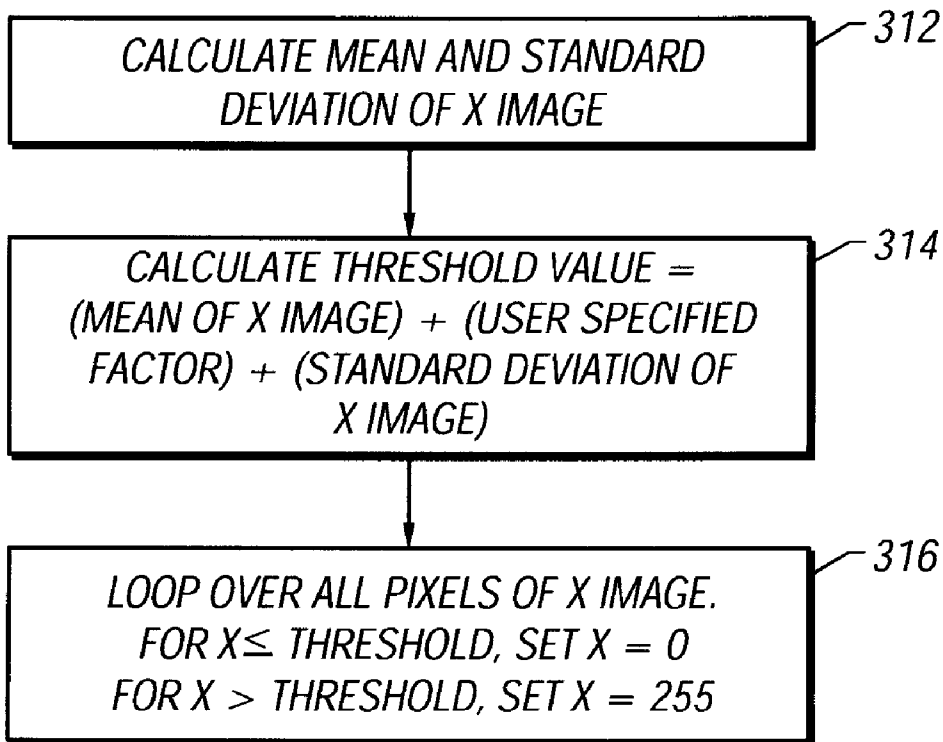 312
CALCULATE MEAN AND STANDARD
DEVIATION OF X IMAGE
314
CALCULATE THRESHOLD VALUE =
(MEAN OF X IMAGE) + (USER SPECIFIED
FACTOR) + (STANDARD DEVIATION OF
X IMAGE)
316
LOOP OVER ALL PIXELS OF X IMAGE.
FOR X≤ THRESHOLD, SET X = 0
FOR X > THRESHOLD, SET X = 255